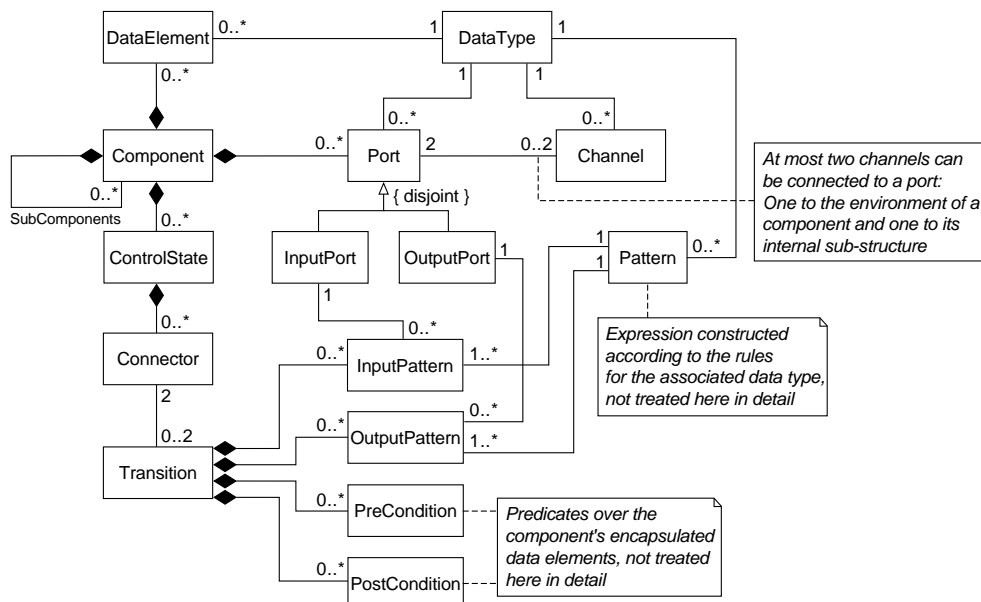 0..*
1
1
DataElement
DataType
0..*
1
1
0..*
0..*
Component
0..*
Port
2
0..2
Channel
0..*
SubComponents
{ disjoint }
At most two channels can
be connected to a port:
One to the environment of a
component and one to its
internal sub-structure
0..*
ControlState
InputPort
OutputPort
1
1
1
Pattern
0..*
1
0..*
0..*
Connector
0..*
InputPattern
1..*
Expression constructed
according to the rules
for the associated data type,
not treated here in detail
2
0..2
0..*
OutputPattern
0..*
1..*
Transition
0..*
PreCondition
Predicates over the
component's encapsulated
data elements, not treated
here in detail
0..*
PostCondition